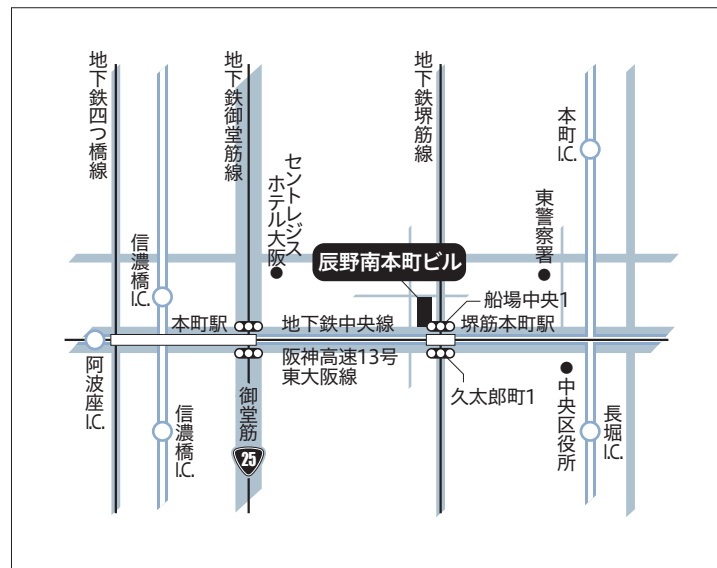 地下鉄四つ橋線
地下鉄御堂筋線
地下鉄堺筋線
本町
I.C.
セントレジス
ホテル大阪
東警察署
信濃橋
I.C.
辰野南本町ビル
船場中央1
本町駅
地下鉄中央線
堺筋本町駅
阪神高速13号
東大阪線
阿波座
I.C.
久太郎町1
信濃橋
I.C.
御堂筋
25
中央区役所
長堀
I.C.